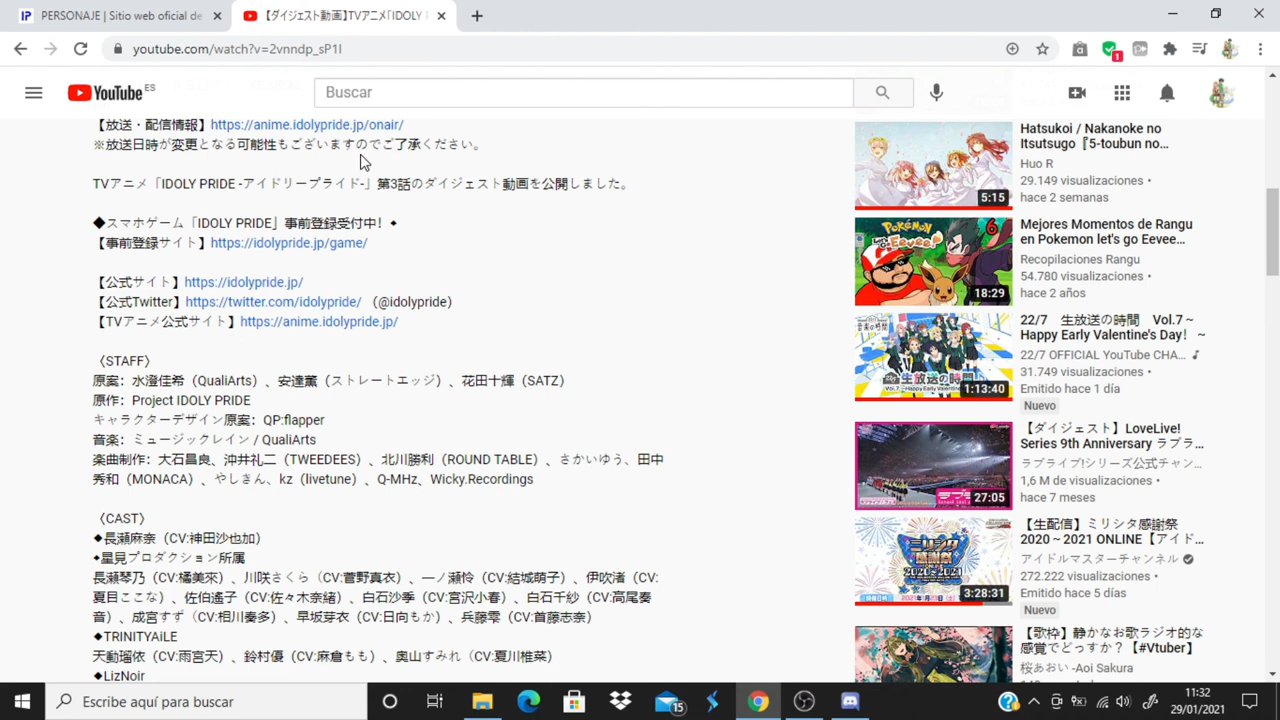 PERSONAJE | Sitio web oficial de
【ダイジェスト動画】TVアニメ「IDOLY P
youtube.com/watch?v=2vnndp_sP1I
1
YouTube ES
Buscar
【放送・配信情報】https://anime.idolypride.jp/onair/
※放送日時が変更となる可能性もございますのでご了承ください。
TVアニメ「IDOLY PRIDE -アイドリープライド-」第3話のダイジェスト動画を公開しました。
◆スマホゲーム「IDOLY PRIDE」事前登録受付中！◆
【事前登録サイト】https://idolypride.jp/game/
【公式サイト】https://idolypride.jp/
【公式Twitter】https://twitter.com/idolypride/ （@idolypride）
【TVアニメ公式サイト】https://anime.idolypride.jp/
〈STAFF〉
原案：水澄佳希（QualiArts）、安達薫（ストレートエッジ）、花田十輝（SATZ）
原作：Project IDOLY PRIDE
キャラクターデザイン原案：QP:flapper
音楽：ミュージックレイン / QualiArts
楽曲制作：大石昌良、沖井礼二（TWEEDEES）、北川勝利（ROUND TABLE）、さかいゆう、田中
秀和（MONACA）、やしきん、kz（livetune）、Q-MHz、Wicky.Recordings
〈CAST〉
◆長瀬麻奈（CV:神田沙也加）
◆星見プロダクション所属
長瀬琴乃（CV:橘美來）、川咲さくら（CV:菅野真衣）、一ノ瀬怜（CV:結城萌子）、伊吹渚（CV:
夏目ここな）、佐伯遙子（CV:佐々木奈緒）、白石沙季（CV:宮沢小春）、白石千紗（CV:高尾奏
音）、成宮すず（CV:相川奏多）、早坂芽衣（CV:日向もか）、兵藤雫（CV:首藤志奈）
◆TRINITYAiLE
天動瑠依（CV:雨宮天）、鈴村優（CV:麻倉もも）、奥山すみれ（CV:夏川椎菜）
◆LizNoir
5:15
Hatsukoi / Nakanoke no
Itsutsugo『5-toubun no...
Huo R
29.149 visualizaciones •
hace 2 semanas
Pokémon
Let's Go Eevee!
6
18:29
Mejores Momentos de Rangu
en Pokemon let's go Eevee...
Recopilaciones Rangu
54.780 visualizaciones •
hace 2 años
生放送の時間
1:13:40
22/7　生放送の時間　Vol.7～
Happy Early Valentine's Day！～
22/7 OFFICIAL YouTube CHA... ♪
31.749 visualizaciones •
Emitido hace 1 día
Nuevo
27:05
【ダイジェスト】LoveLive!
Series 9th Anniversary ラブラ...
ラブライブ!シリーズ公式チャン...
1,6 M de visualizaciones •
hace 7 meses
ミリシタ
感謝祭
2020~2021
3:28:31
【生配信】ミリシタ感謝祭
2020～2021 ONLINE【アイド...
アイドルマスターチャンネル
272.222 visualizaciones •
Emitido hace 5 días
Nuevo
【歌枠】静かなお歌ラジオ的な
感覚でどっすか？【#Vtuber】
桜あおい -Aoi Sakura
Escribe aquí para buscar
15
11:32
29/01/2021